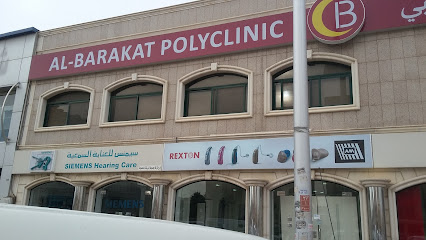 AL-BARAKAT POLYCLINIC
B
سيمنس للعناية السمعية
SIEMENS Hearing Care
REXTON